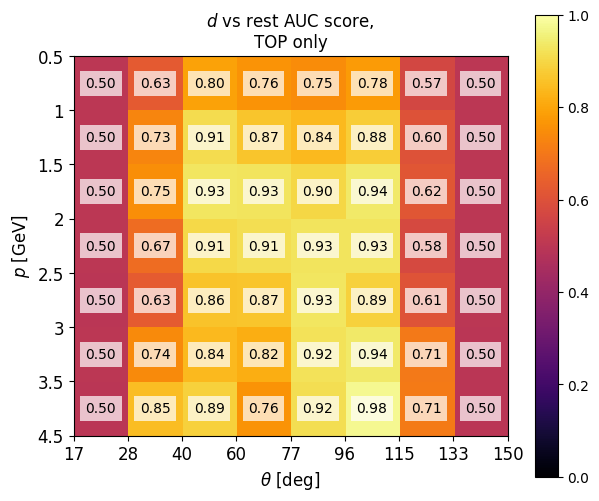 d vs rest AUC score,
TOP only
1.0
0.5
0.50 0.63 0.80 0.76 0.75 0.78 0.57 0.50
0.8
1
0.50 0.73 0.91 0.87 0.84 0.88 0.60 0.50
1.5
0.50 0.75 0.93 0.93 0.90 0.94 0.62 0.50
0.6
2
p [GeV]
0.50 0.67 0.91 0.91 0.93 0.93 0.58 0.50
2.5
0.50 0.63 0.86 0.87 0.93 0.89 0.61 0.50
0.4
3
0.50 0.74 0.84 0.82 0.92 0.94 0.71 0.50
3.5
0.2
0.50 0.85 0.89 0.76 0.92 0.98 0.71 0.50
4.5
17 28 40 60 77 96 115 133 150
0.0
θ [deg]